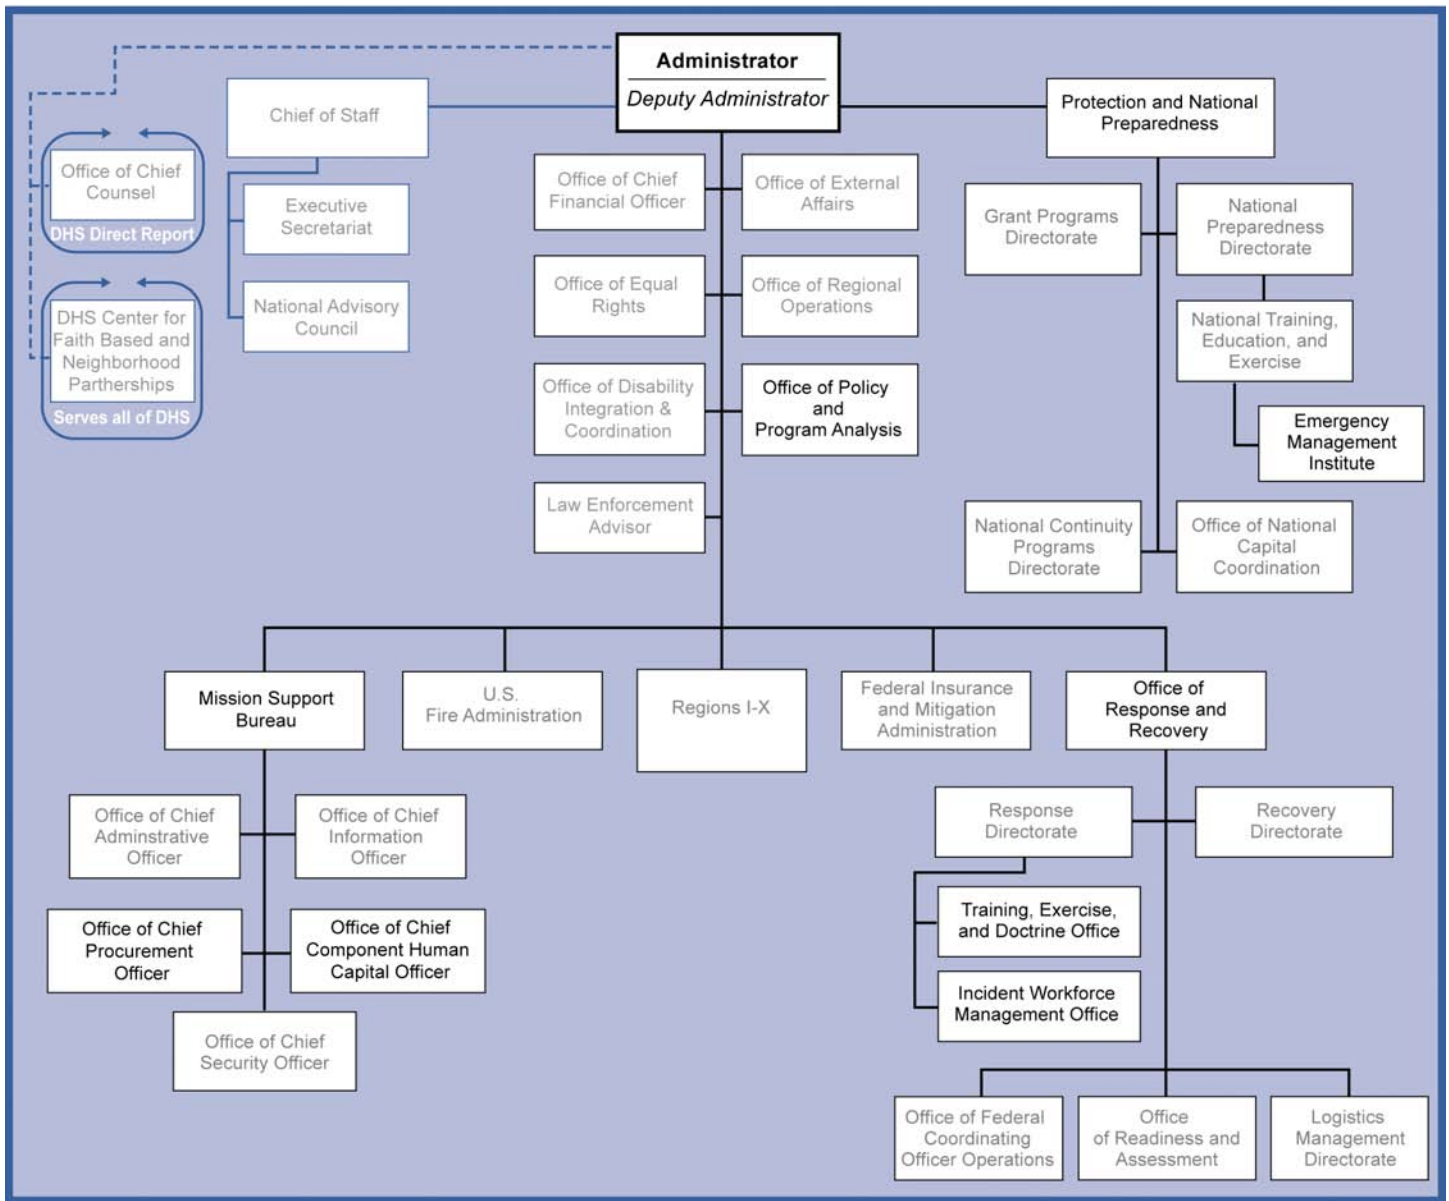 Administrator
Deputy Administrator
Chief of Staff
Protection and National
Preparedness
Office of Chief
Counsel
DHS Direct Report
Executive
Secretariat
National Advisory
Council
DHS Center for
Faith Based and
Neighborhood
Partherships
Serves all of DHS
Office of Chief
Financial Officer
Office of External
Affairs
Office of Equal
Rights
Office of Regional
Operations
Office of Disability
Integration &
Coordination
Office of Policy
and
Program Analysis
Law Enforcement
Advisor
Grant Programs
Directorate
National
Preparedness
Directorate
National Training,
Education, and
Exercise
Emergency
Management
Institute
National Continuity
Programs
Directorate
Office of National
Capital
Coordination
Mission Support
Bureau
U.S.
Fire Administration
Regions I-X
Federal Insurance
and Mitigation
Administration
Office of
Response and
Recovery
Office of Chief
Adminstrative
Officer
Office of Chief
Information
Officer
Office of Chief
Procurement
Officer
Office of Chief
Component Human
Capital Officer
Office of Chief
Security Officer
Response
Directorate
Recovery
Directorate
Training, Exercise,
and Doctrine Office
Incident Workforce
Management Office
Office of Federal
Coordinating
Officer Operations
Office
of Readiness and
Assessment
Logistics
Management
Directorate